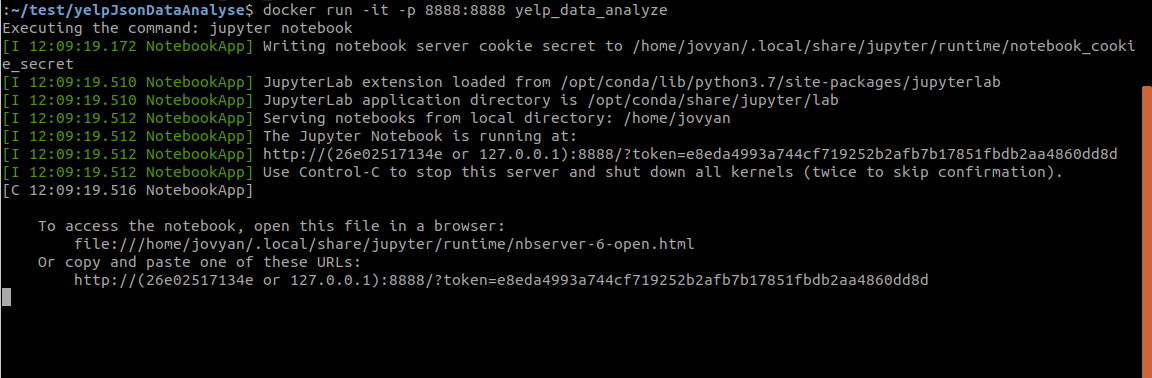 :~/test/yelpJsonDataAnalyse$ docker run -it -p 8888:8888 yelp_data_analyze
Executing the command: jupyter notebook
[I 12:09:19.172 NotebookApp] Writing notebook server cookie secret to /home/jovyan/.local/share/jupyter/runtime/notebook_cooki
e_secret
[I 12:09:19.510 NotebookApp] JupyterLab extension loaded from /opt/conda/lib/python3.7/site-packages/jupyterlab
[I 12:09:19.510 NotebookApp] JupyterLab application directory is /opt/conda/share/jupyter/lab
[I 12:09:19.512 NotebookApp] Serving notebooks from local directory: /home/jovyan
[I 12:09:19.512 NotebookApp] The Jupyter Notebook is running at:
[I 12:09:19.512 NotebookApp] http://(26e02517134e or 127.0.0.1):8888/?token=e8eda4993a744cf719252b2afb7b17851fbdb2aa4860dd8d
[I 12:09:19.512 NotebookApp] Use Control-C to stop this server and shut down all kernels (twice to skip confirmation).
[C 12:09:19.516 NotebookApp]
To access the notebook, open this file in a browser:
file:///home/jovyan/.local/share/jupyter/runtime/nbserver-6-open.html
Or copy and paste one of these URLs:
http://(26e02517134e or 127.0.0.1):8888/?token=e8eda4993a744cf719252b2afb7b17851fbdb2aa4860dd8d